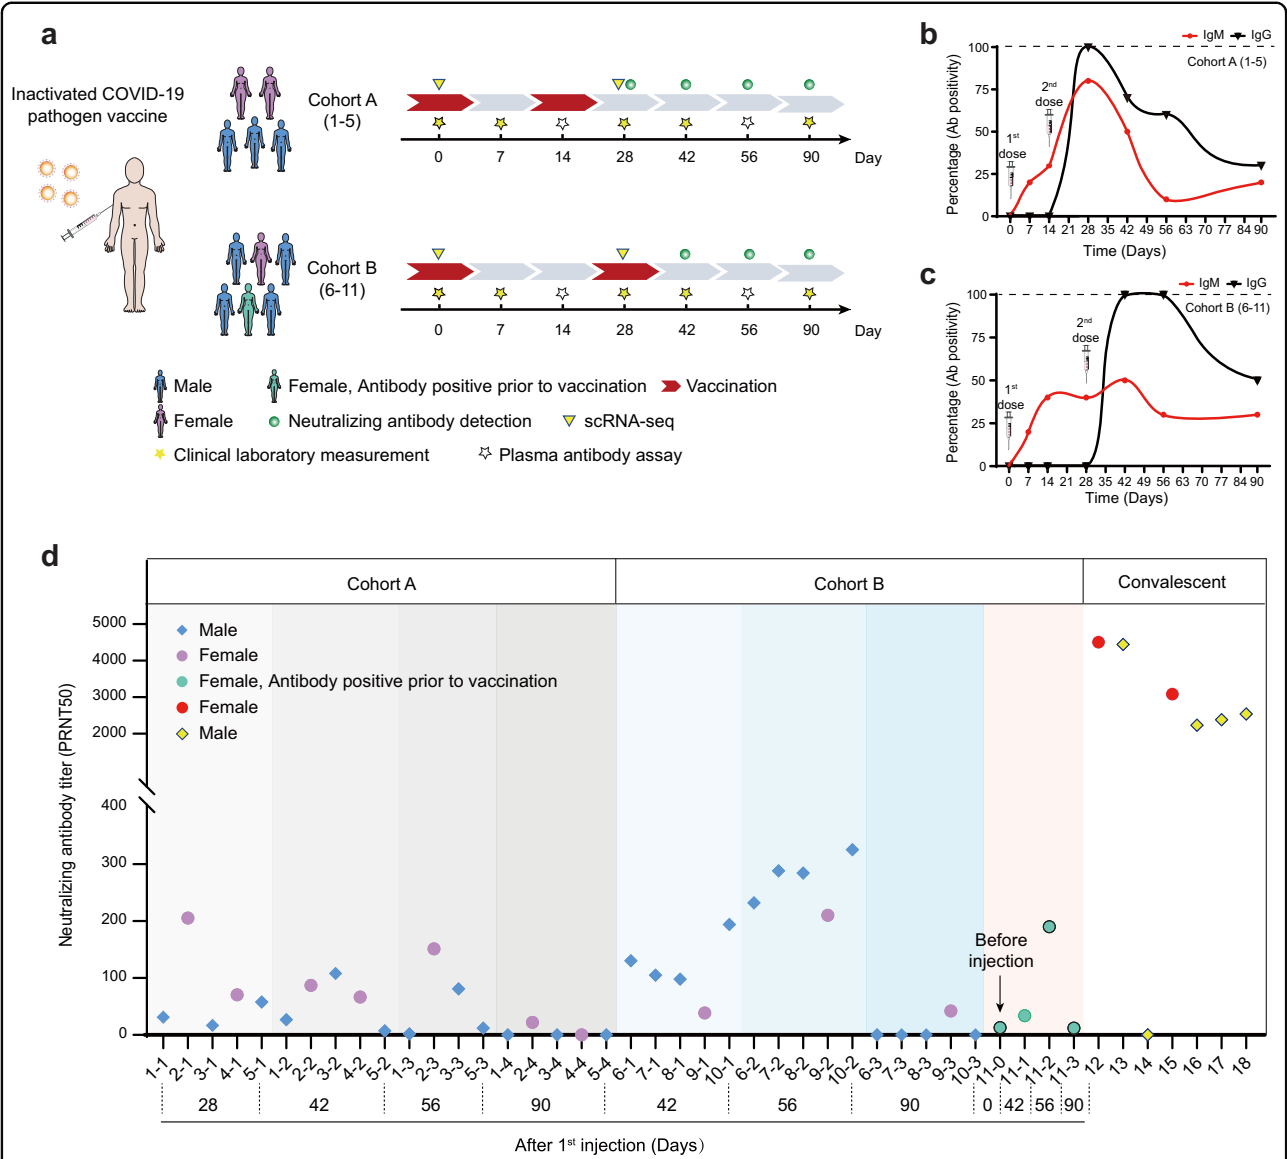 a
Inactivated COVID-19
pathogen vaccine
Cohort A
(1-5)
0 7 14 28 42 56 90 Day
Cohort B
(6-11)
0 7 14 28 42 56 90 Day
Male
Female, Antibody positive prior to vaccination
Vaccination
Female
Neutralizing antibody detection
scRNA-seq
Clinical laboratory measurement
Plasma antibody assay
b
IgM IgG
Cohort A (1-5)
Percentage (Ab positivity)
100
75
50
25
0
1st
dose
2nd
dose
0 7 14 21 28 35 42 49 56 63 70 77 84 90
Time (Days)
c
IgM IgG
Cohort B (6-11)
Percentage (Ab positivity)
100
75
50
25
0
1st
dose
2nd
dose
0 7 14 21 28 35 42 49 56 63 70 77 84 90
Time (Days)
d
Cohort A Cohort B Convalescent
Neutralizing antibody titer (PRNT50)
5000
4000
3000
2000
400
300
200
100
0
Male
Female
Female, Antibody positive prior to vaccination
Female
Male
Before
injection
1-1 2-1 3-1 4-1 5-1 1-2 2-2 3-2 4-2 5-2 1-3 2-3 3-3 5-3 1-4 2-4 3-4 4-4 5-4 6-1 7-1 8-1 9-1 10-1 6-2 7-2 8-2 9-2 10-2 6-3 7-3 8-3 9-3 10-3 11-0 11-1 11-2 11-3 12 13 14 15 16 17 18
28 42 56 90 42 56 90 0 42 56 90
After 1st injection (Days)